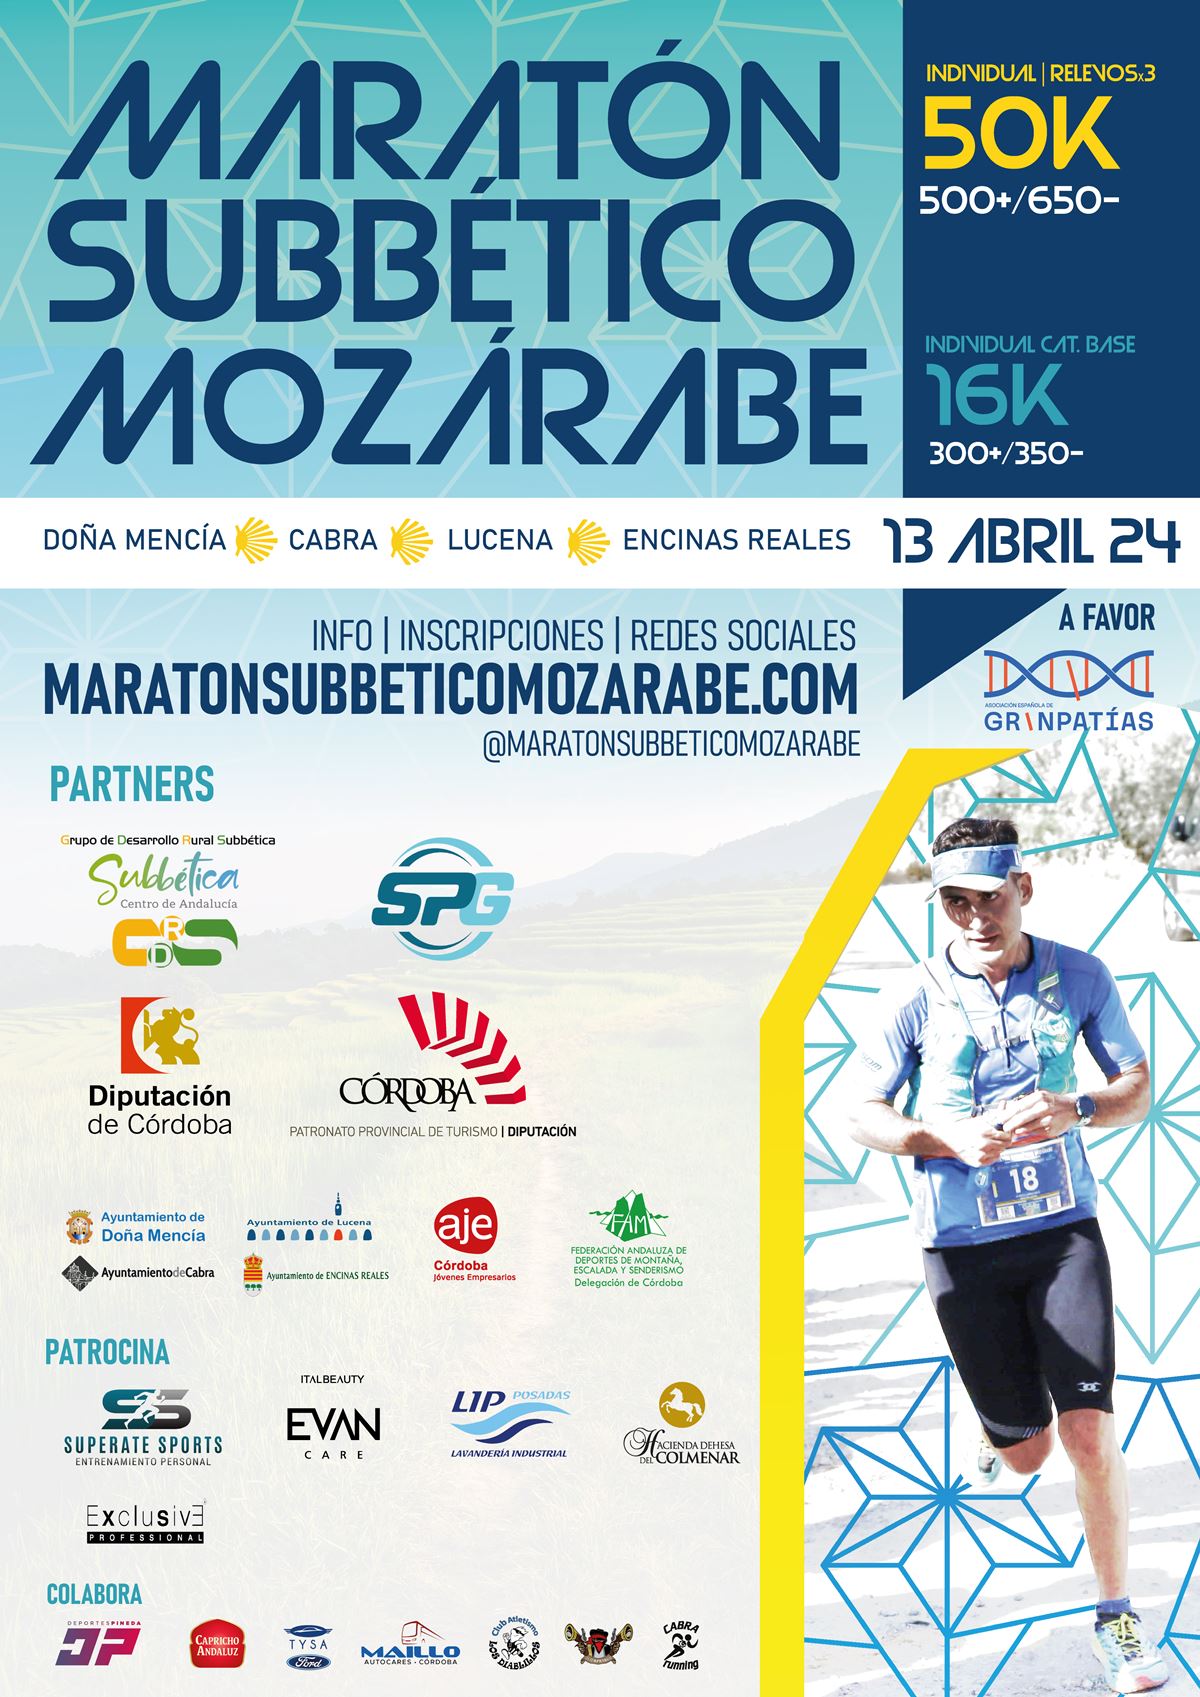 MARATÓN
SUBBÉTICO
MOZÁRABE
INDIVIDUAL | RELEVOSx3
50K
500+/650-
INDIVIDUAL CAT. BASE
16K
300+/350-
DOÑA MENCÍA CABRA LUCENA ENCINAS REALES
13 ABRIL 24
INFO | INSCRIPCIONES | REDES SOCIALES
MARATONSUBBETICOMOZARABE.COM
@MARATONSUBBETICOMOZARABE
A FAVOR
ASOCIACIÓN ESPAÑOLA DE
GRINPATÍAS
PARTNERS
Grupo de Desarrollo Rural Subbética
Subbética
Centro de Andalucía
GDRS
SPG
Diputación
de Córdoba
CÓRDOBA
PATRONATO PROVINCIAL DE TURISMO | DIPUTACIÓN
Ayuntamiento de
Doña Mencía
AyuntamientodeCabra
Ayuntamiento de Lucena
Ayuntamiento de ENCINAS REALES
aje
Córdoba
Jóvenes Empresarios
FAM
FEDERACIÓN ANDALUZA DE
DEPORTES DE MONTAÑA,
ESCALADA Y SENDERISMO
Delegación de Córdoba
18
PATROCINA
SS
SUPERATE SPORTS
ENTRENAMIENTO PERSONAL
ITALBEAUTY
EVAN
CARE
LIP POSADAS
LAVANDERÍA INDUSTRIAL
HACIENDA DEHESA
DEL COLMENAR
ExclusivE
PROFESSIONAL
COLABORA
DEPORTESPINEDA
DP
CAPRICHO
ANDALUZ
TYSA
Ford
MAILLO
AUTOCARES · CÓRDOBA
Club Atletismo
LOS DIABLILLOS
CABRA
running